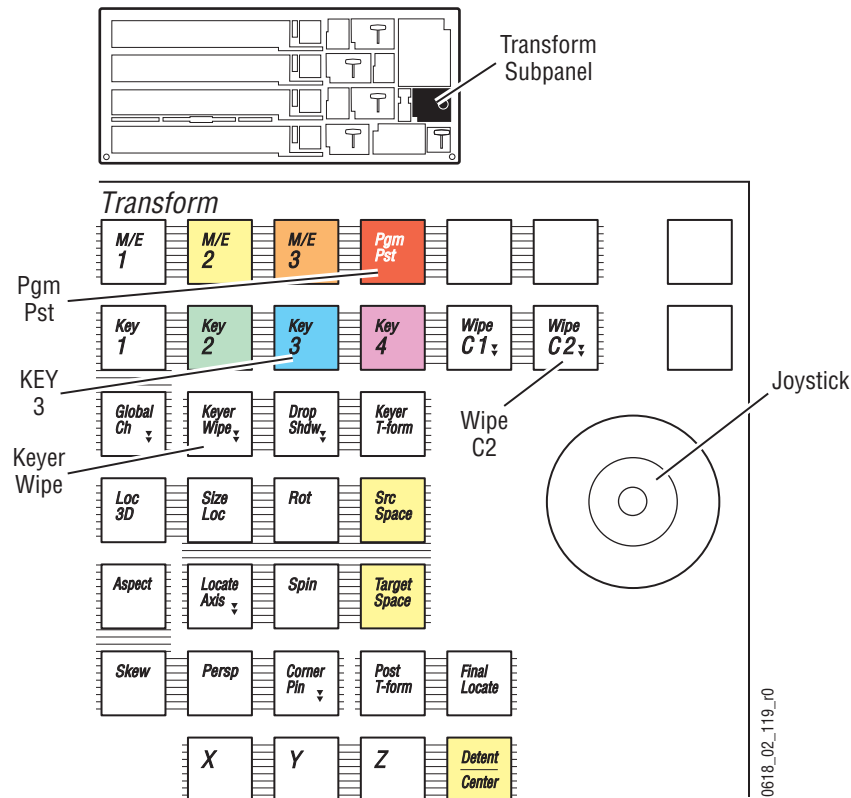 Transform
Subpanel
Transform
M/E
1
M/E
2
M/E
3
Pgm
Pst
Pgm
Pst
Key
1
Key
2
Key
3
Key
4
Wipe
C1
Wipe
C2
KEY
3
Global
Ch
Keyer
Wipe
Drop
Shdw
Keyer
T-form
Wipe
C2
Joystick
Keyer
Wipe
Loc
3D
Size
Loc
Rot
Src
Space
Aspect
Locate
Axis
Spin
Target
Space
Skew
Persp
Corner
Pin
Post
T-form
Final
Locate
X
Y
Z
Detent
Center
0618_02_119_r0